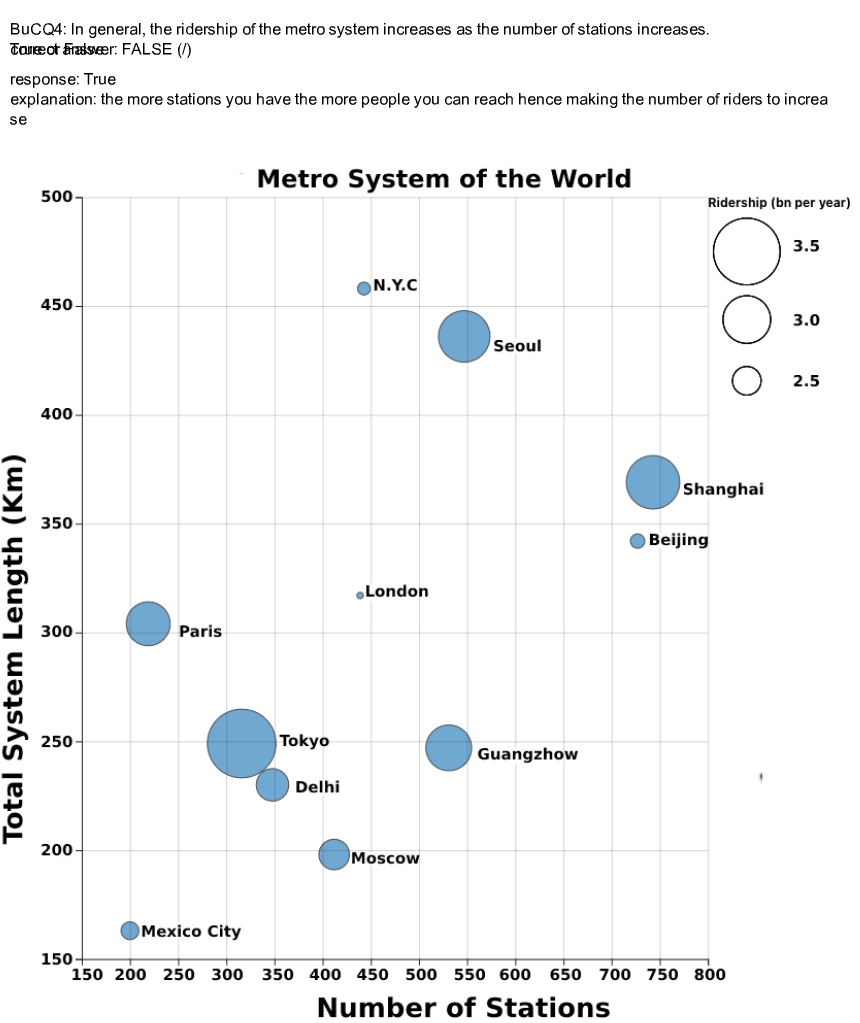 BuCQ4: In general, the ridership of the metro system increases as the number of stations increases.
True or False
correct answer: FALSE (/)
response: True
explanation: the more stations you have the more people you can reach hence making the number of riders to increa
se
Metro System of the World
Ridership (bn per year)
3.5
3.0
2.5
500
450
400
350
300
250
200
150
Total System Length (Km)
N.Y.C
Seoul
Shanghai
Beijing
London
Paris
Tokyo
Guangzhow
Delhi
Moscow
Mexico City
150 200 250 300 350 400 450 500 550 600 650 700 750 800
Number of Stations